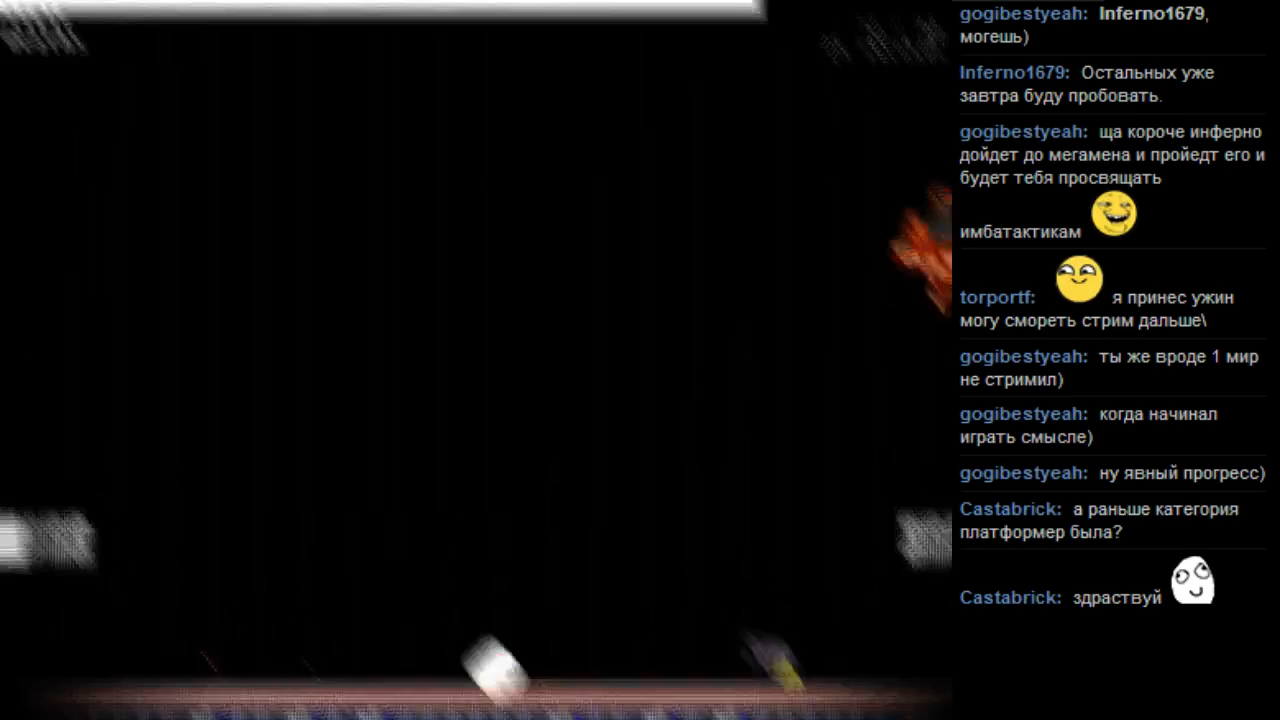 gogibestyeah: Inferno1679,
могешь)
Inferno1679: Остальных уже
завтра буду пробовать.
gogibestyeah: ща короче инферно
дойдет до мегамена и пройедт его и
будет тебя просвящать
имбатактикам
torportf: я принес ужин
могу смореть стрим дальше\
gogibestyeah: ты же вроде 1 мир
не стримил)
gogibestyeah: когда начинал
играть смысле)
gogibestyeah: ну явный прогресс)
Castabrick: а раньше категория
платформер была?
Castabrick: здраствуй